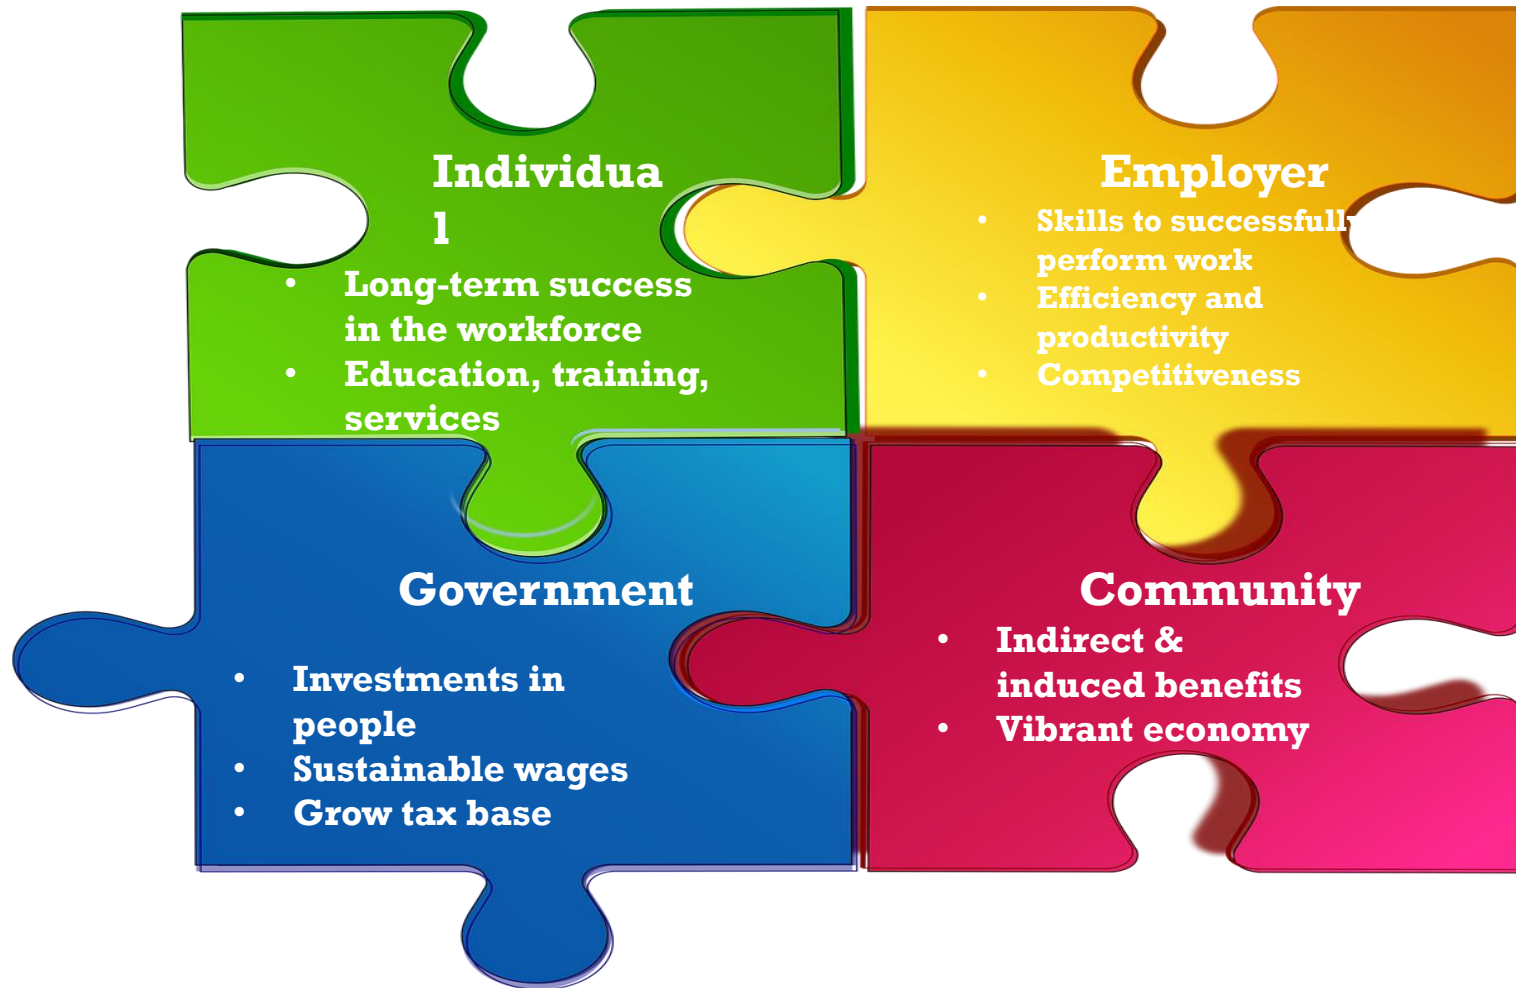 Individua
l
• Long-term success
in the workforce
• Education, training,
services
Employer
• Skills to successfully
perform work
• Efficiency and
productivity
• Competitiveness
Government
• Investments in
people
• Sustainable wages
• Grow tax base
Community
• Indirect &
induced benefits
• Vibrant economy